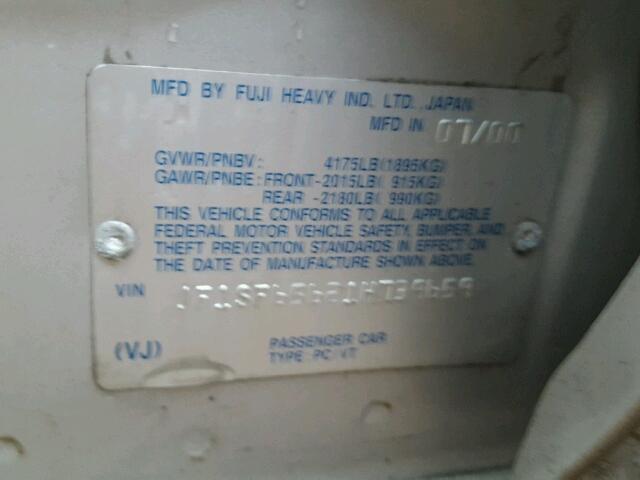 MFD BY FUJI HEAVY IND. LTD. JAPAN
MFD IN 07/00
GVWR/PNBV: 4175LB(1895KG)
GAWR/PNBE: FRONT-2015LB( 915KG)
REAR -2180LB( 990KG)
THIS VEHICLE CONFORMS TO ALL APPLICABLE
FEDERAL MOTOR VEHICLE SAFETY, BUMPER, AND
THEFT PREVENTION STANDARDS IN EFFECT ON
THE DATE OF MANUFACTURE SHOWN ABOVE.
VIN
(VJ) PASSENGER CAR
TYPE: PC/VT